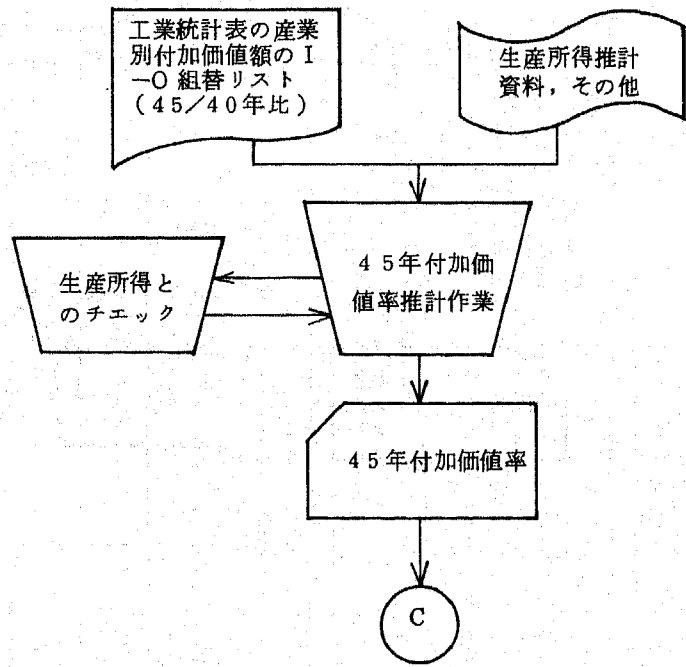 工業統計表の産業
別付加価値額のI
−O組替リスト
(45/40年比)
生産所得推計
資料,その他
45年付加価
値率推計作業
生産所得と
のチエック
45年付加価値率
C